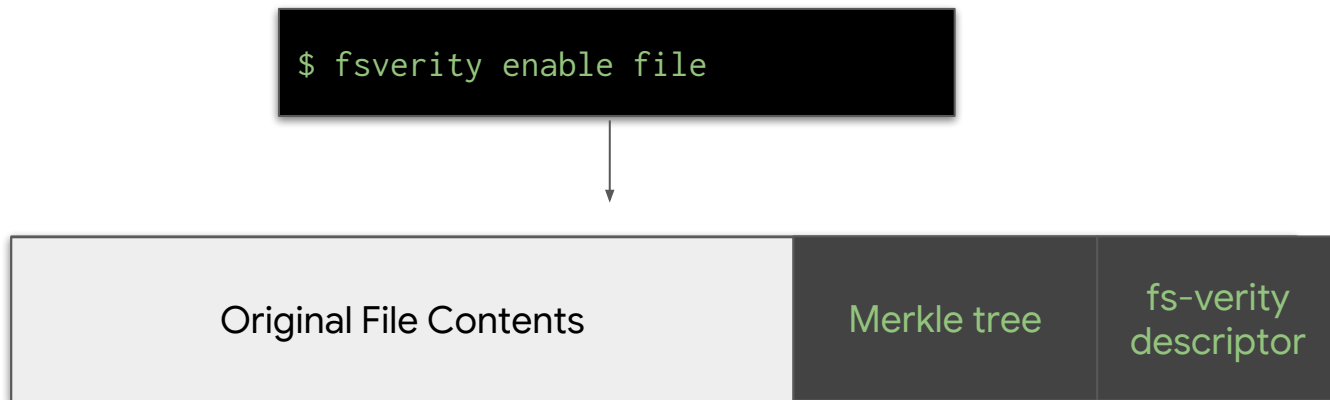 $ fsverity enable file
Original File Contents
Merkle tree
fs-verity
descriptor